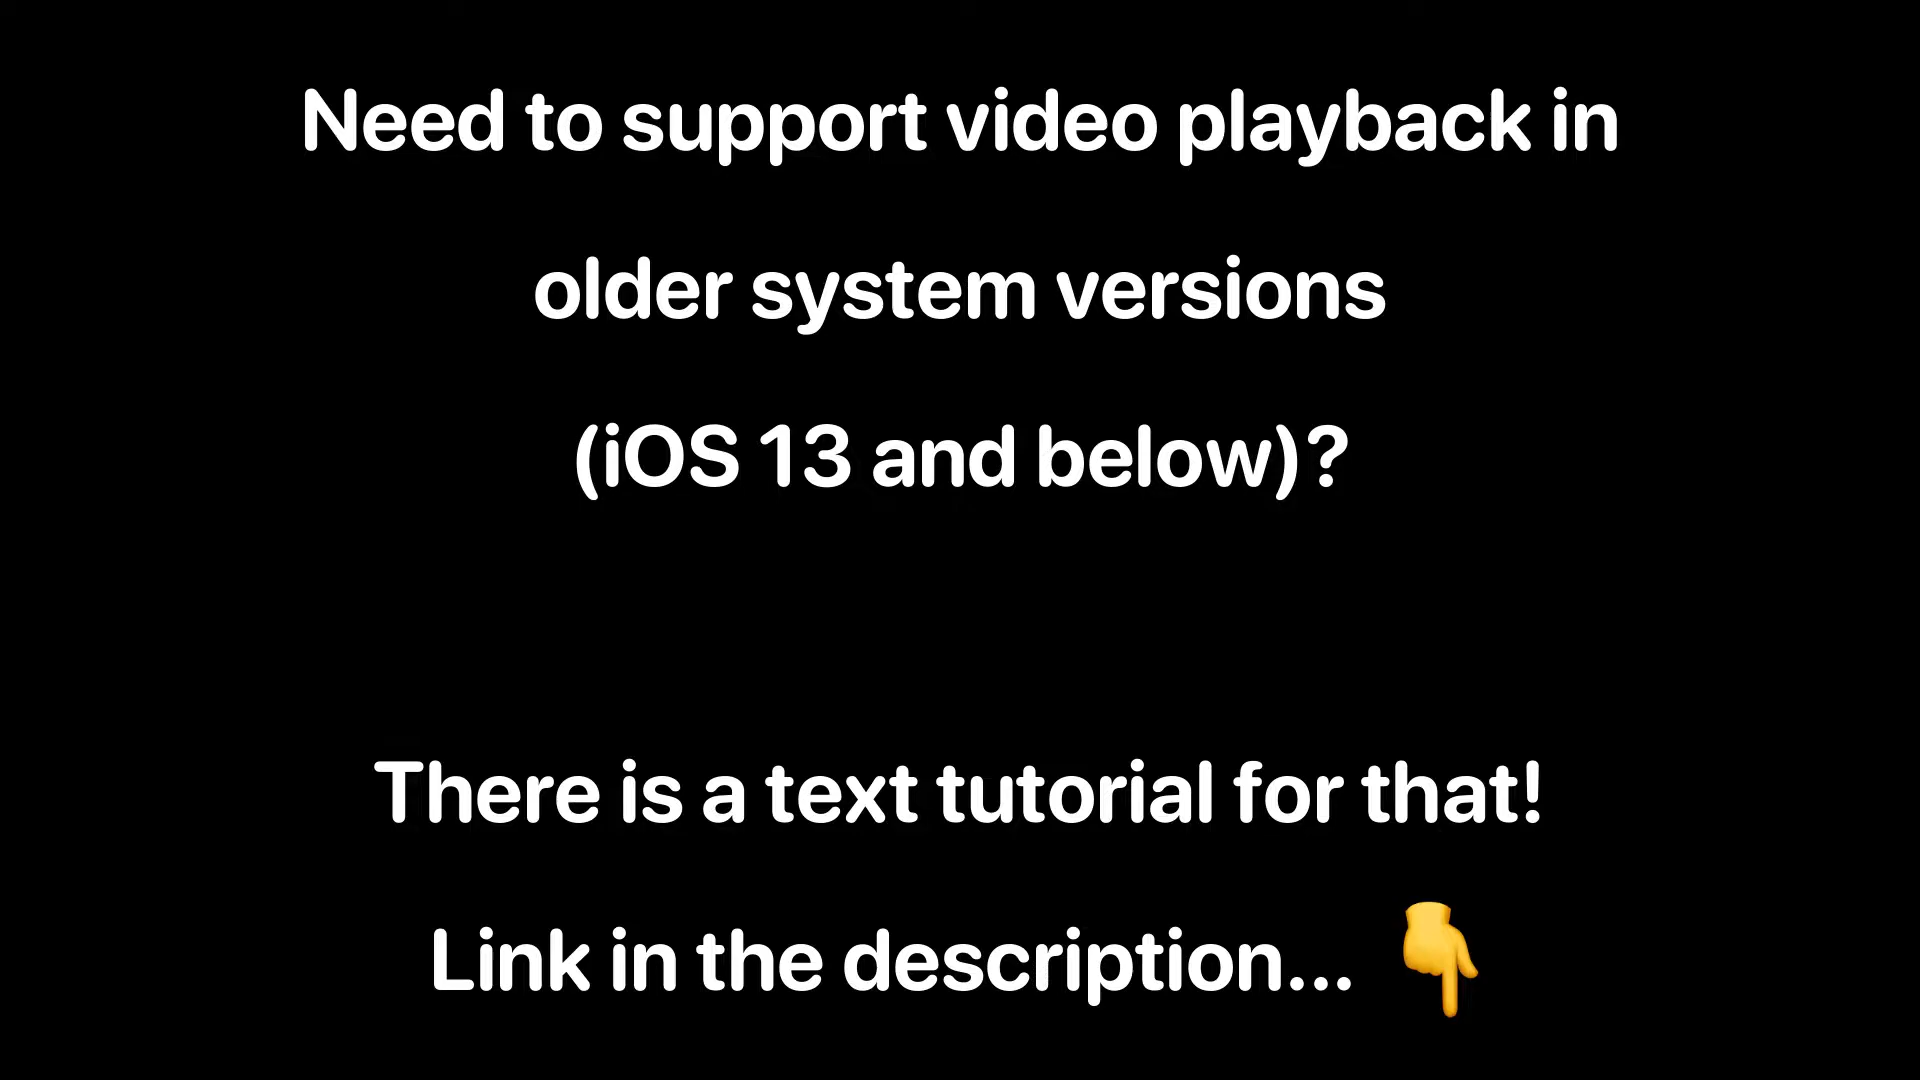 Need to support video playback in
older system versions
(iOS 13 and below)?
There is a text tutorial for that!
Link in the description... 👇